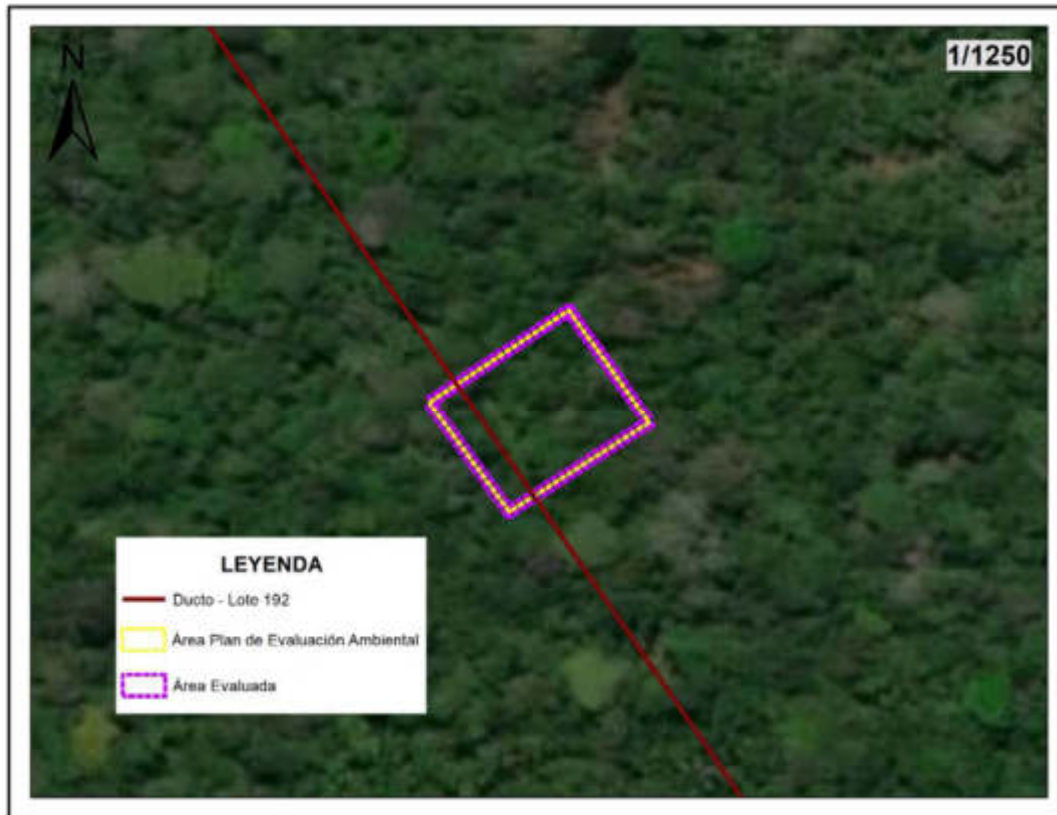 N
1/1250
LEYENDA
Ducto - Lote 192
Área Plan de Evaluación Ambiental
Área Evaluada